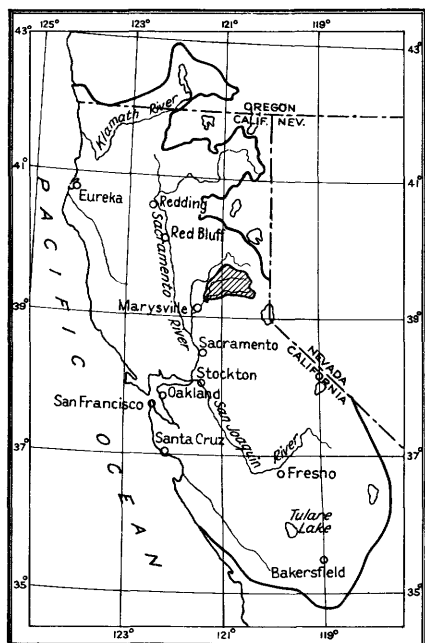 125° 123° 121° 119°
43° 43°
Klamath River
OREGON
CALIF. NEV.
41° 41°
Eureka
Redding
Sacramento River
Red Bluff
PACIFIC OCEAN
39° 39°
Marysville
Sacramento
NEVADA
CALIFORNIA
Stockton
Oakland
San Francisco
San Joaquin River
Santa Cruz
37° 37°
Fresno
Tulare
Lake
Bakersfield
35° 35°
123° 121° 119°